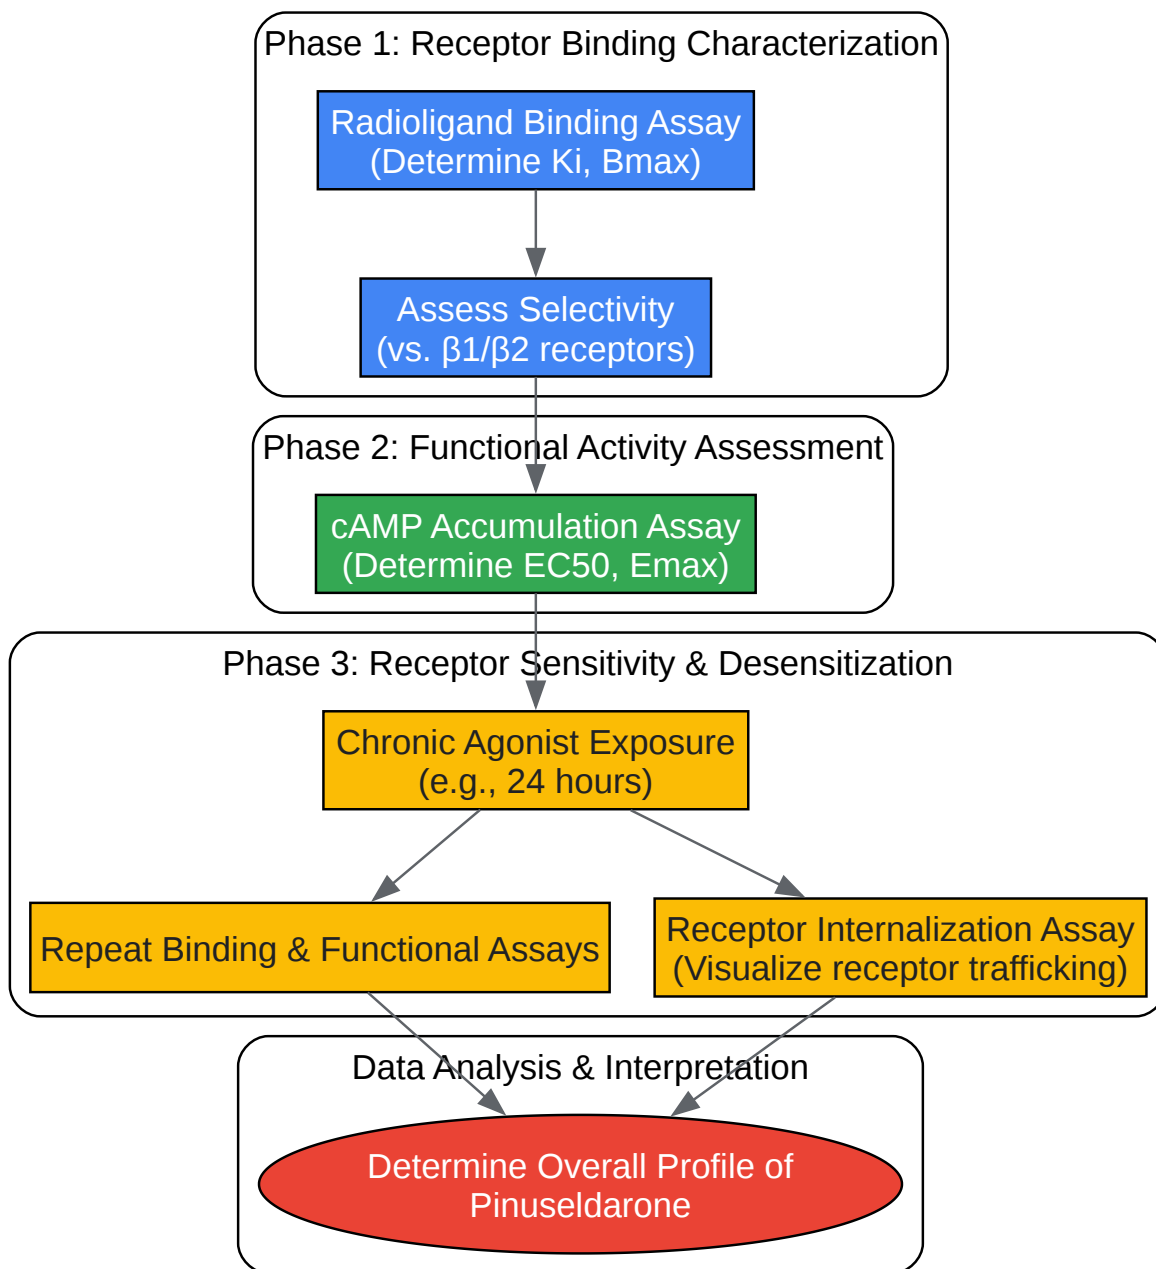 Phase 1: Receptor Binding Characterization
Radioligand Binding Assay
(Determine Ki, Bmax)
Assess Selectivity
(vs. β1/β2 receptors)
Phase 2: Functional Activity Assessment
cAMP Accumulation Assay
(Determine EC50, Emax)
Phase 3: Receptor Sensitivity & Desensitization
Chronic Agonist Exposure
(e.g., 24 hours)
Repeat Binding & Functional Assays
Receptor Internalization Assay
(Visualize receptor trafficking)
Data Analysis & Interpretation
Determine Overall Profile of
Pinuseldarone